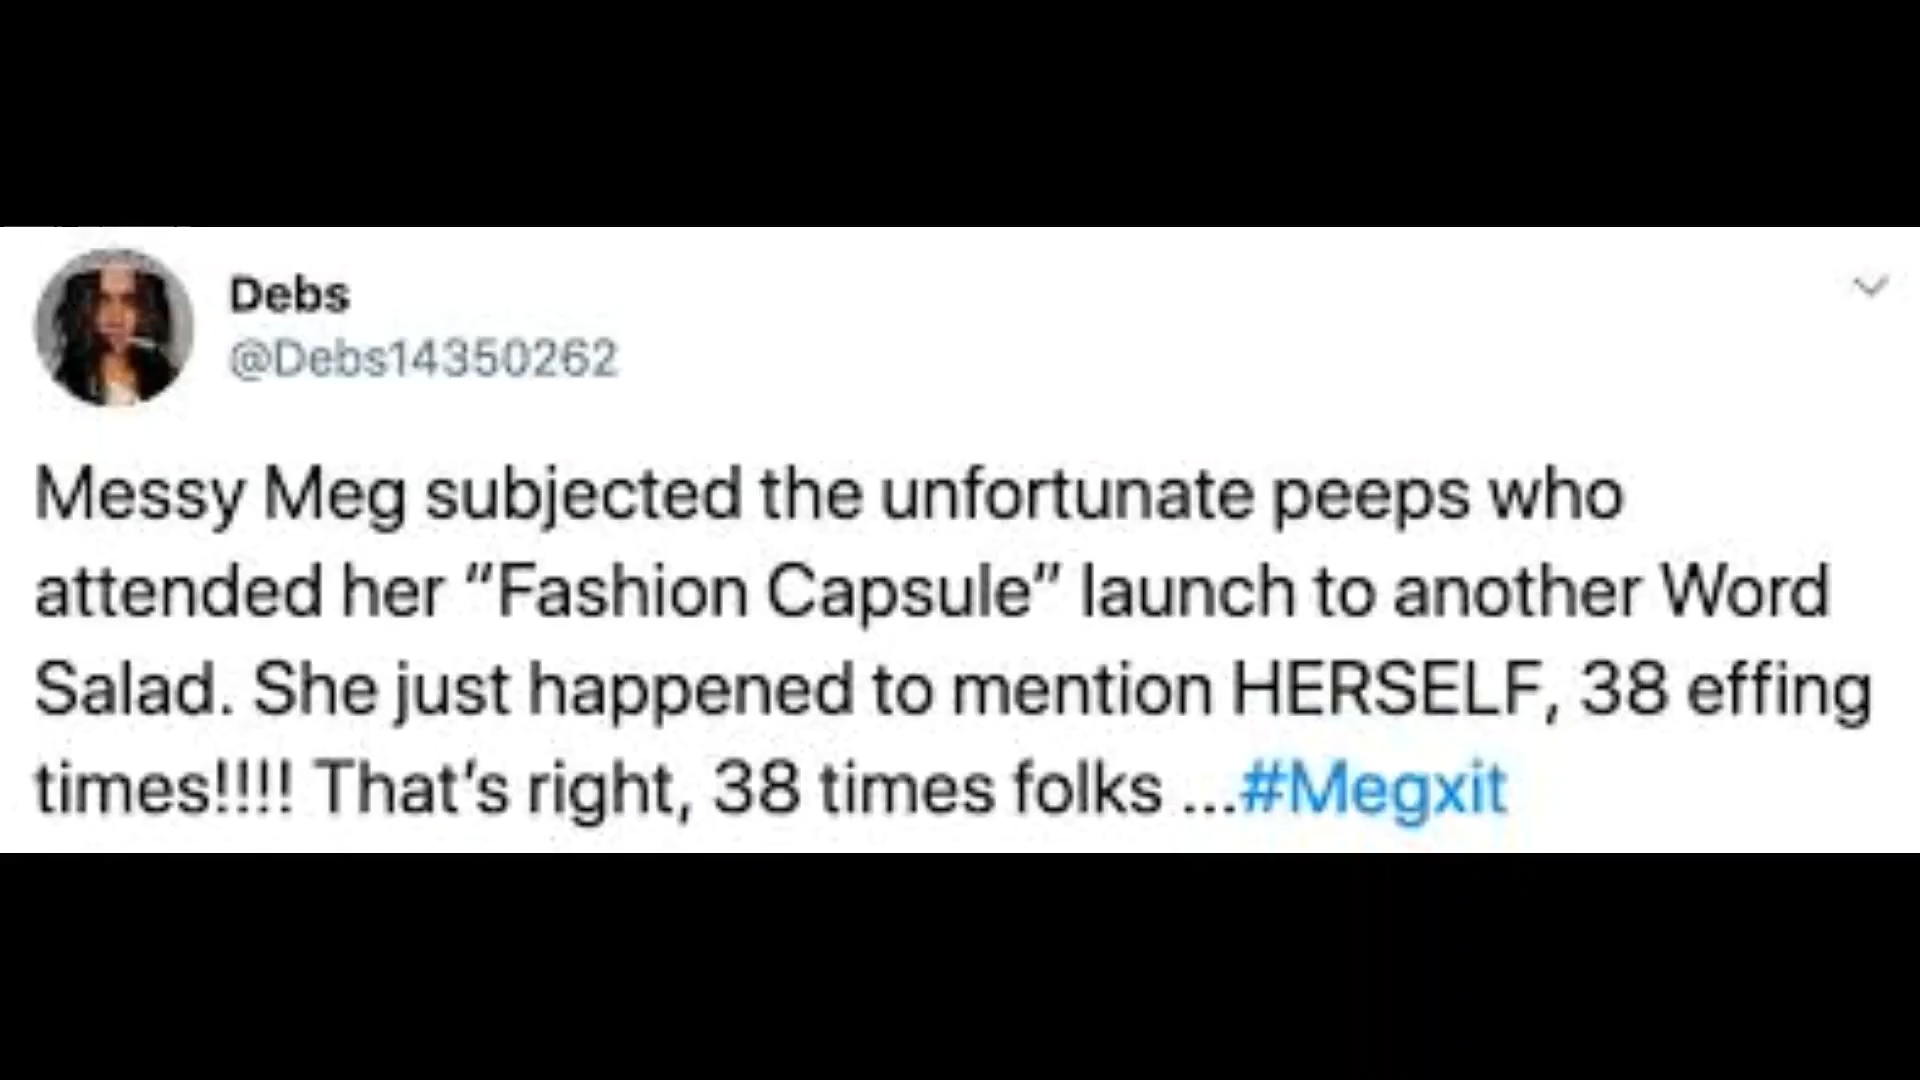 Debs
@Debs14350262
Messy Meg subjected the unfortunate peeps who
attended her “Fashion Capsule” launch to another Word
Salad. She just happened to mention HERSELF, 38 effing
times!!!! That’s right, 38 times folks ...#Megxit